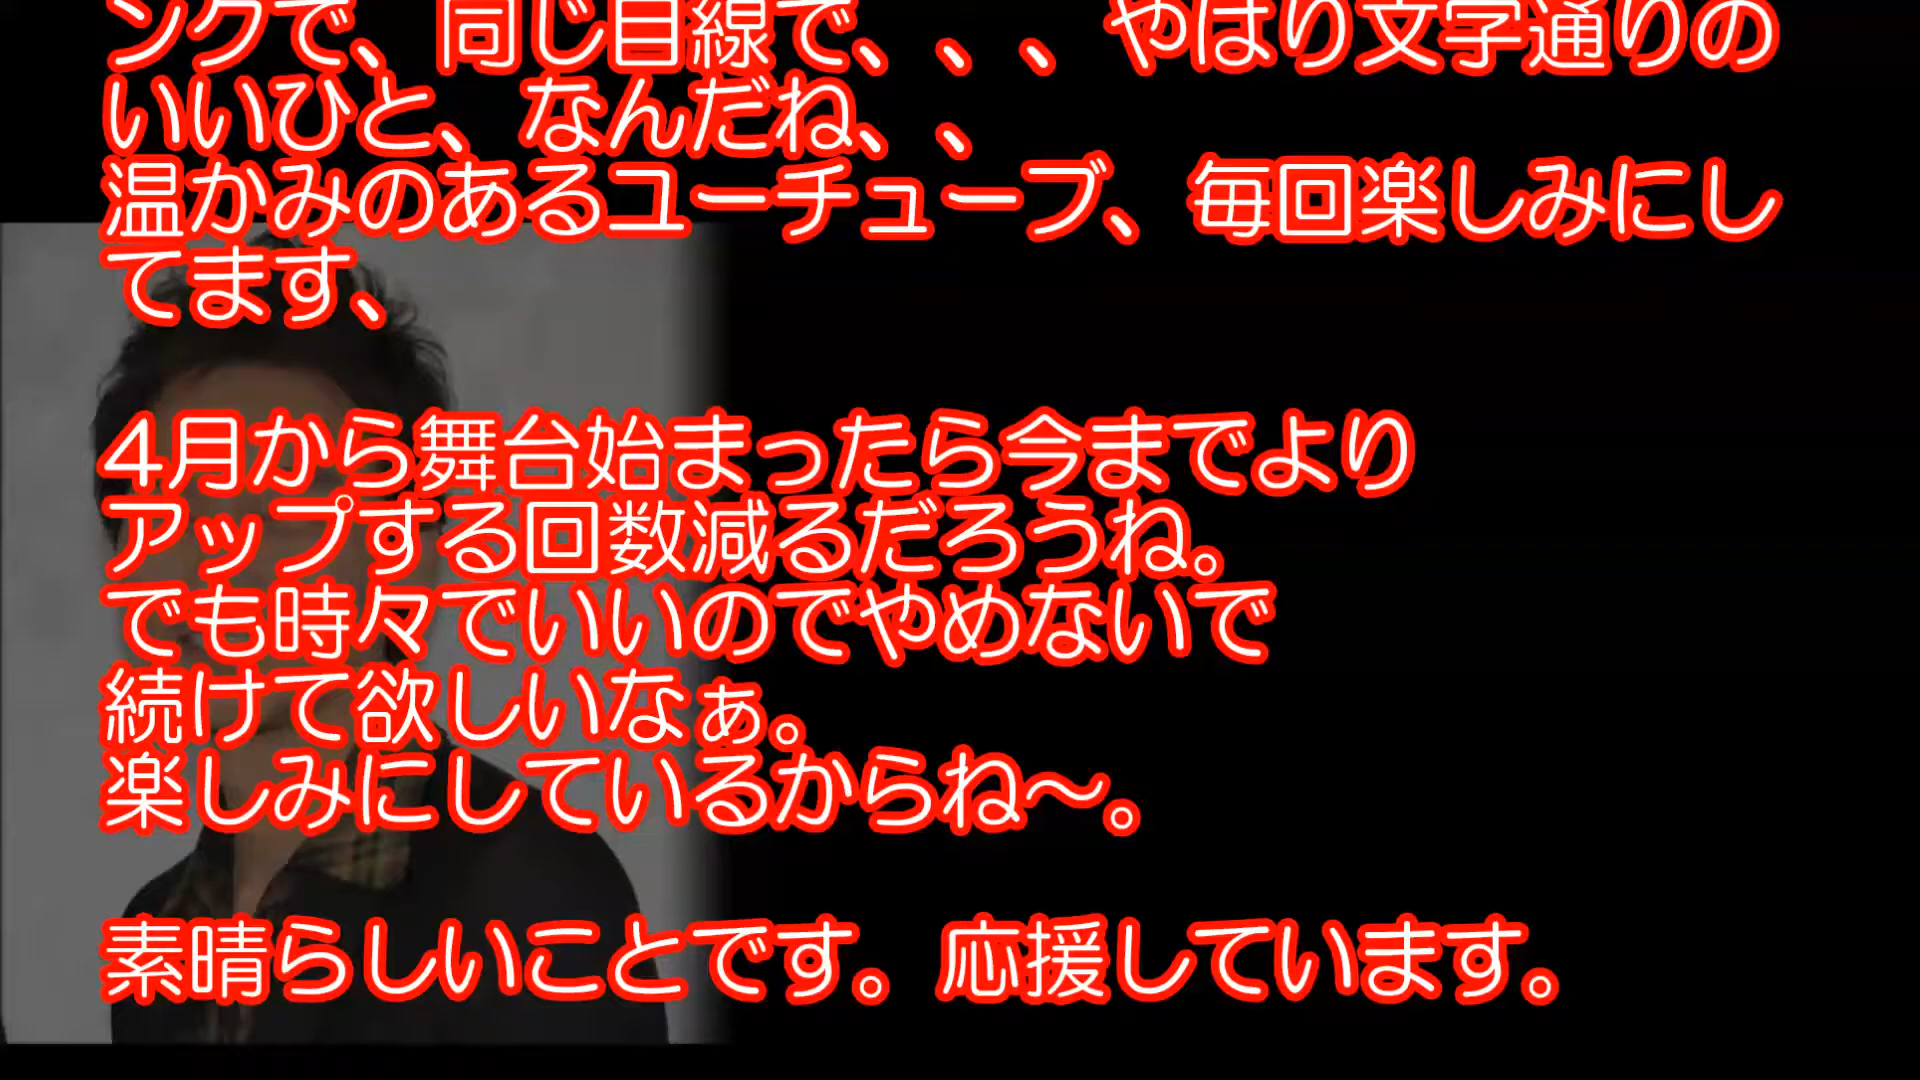 ンクで、同じ目線で、、、やはり文字通りの
いいひと、なんだね、、
温かみのあるユーチューブ、毎回楽しみにし
てます、
4月から舞台始まったら今までより
アップする回数減るだろうね。
でも時々でいいのでやめないで
続けて欲しいなぁ。
楽しみにしているからね～。
素晴らしいことです。応援しています。